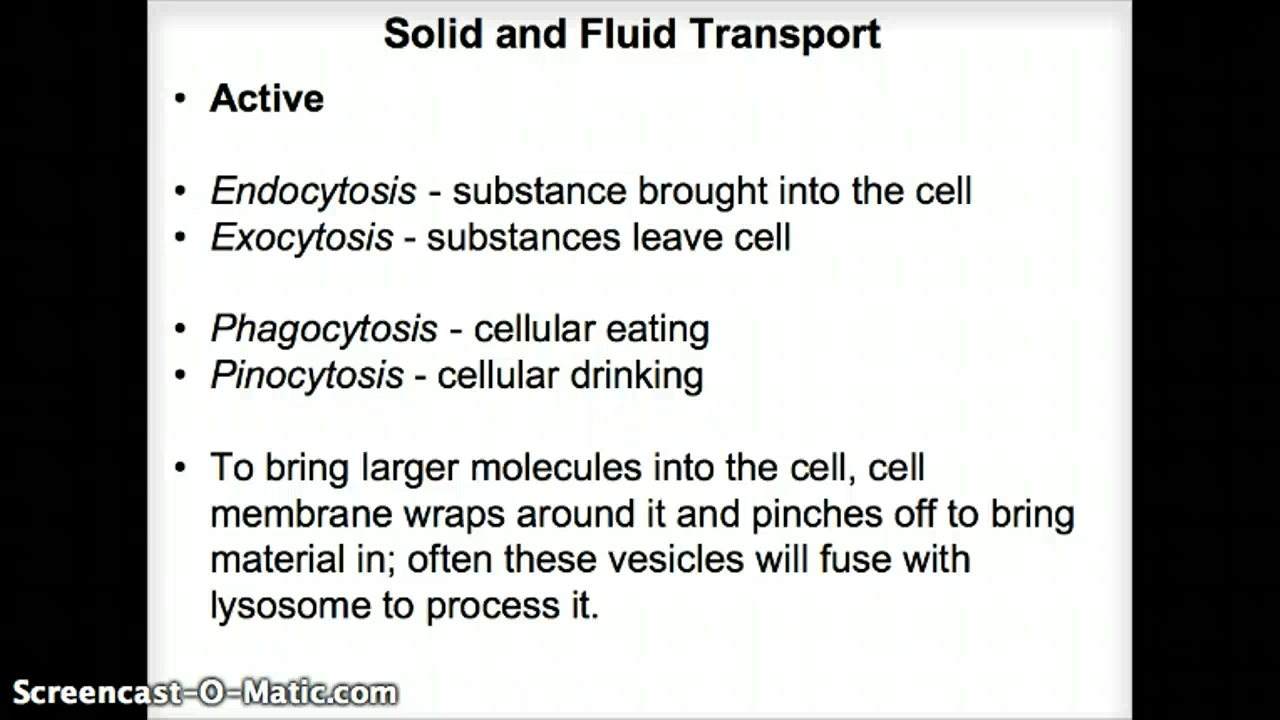 Solid and Fluid Transport
• Active
• Endocytosis - substance brought into the cell
• Exocytosis - substances leave cell
• Phagocytosis - cellular eating
• Pinocytosis - cellular drinking
• To bring larger molecules into the cell, cell
membrane wraps around it and pinches off to bring
material in; often these vesicles will fuse with
lysosome to process it.
Screencast-O-Matic.com